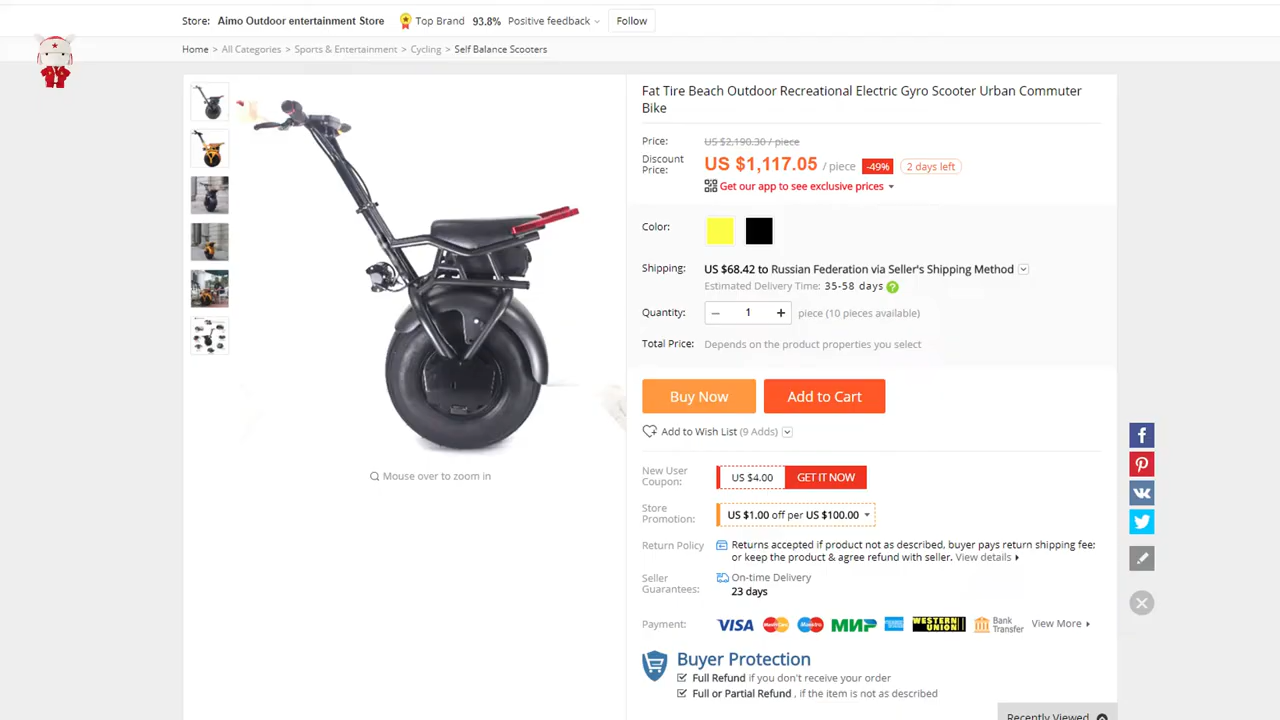 Store: Aimo Outdoor entertainment Store Top Brand 93.8% Positive feedback Follow
Home > All Categories > Sports & Entertainment > Cycling > Self Balance Scooters
Fat Tire Beach Outdoor Recreational Electric Gyro Scooter Urban Commuter
Bike
Price: US $2,190.30 / piece
Discount Price: US $1,117.05 / piece -49% 2 days left
Get our app to see exclusive prices
Color:
Shipping: US $68.42 to Russian Federation via Seller's Shipping Method
Estimated Delivery Time: 35-58 days ?
Quantity: − 1 + piece (10 pieces available)
Total Price: Depends on the product properties you select
Buy Now Add to Cart
Add to Wish List (9 Adds)
Mouse over to zoom in
New User Coupon: US $4.00 GET IT NOW
Store Promotion: US $1.00 off per US $100.00
Return Policy Returns accepted if product not as described, buyer pays return shipping fee;
or keep the product & agree refund with seller. View details
Seller Guarantees: On-time Delivery
23 days
Payment: VISA MasterCard Maestro МИР WESTERN UNION Bank Transfer View More
Buyer Protection
Full Refund if you don't receive your order
Full or Partial Refund , if the item is not as described
Recently Viewed